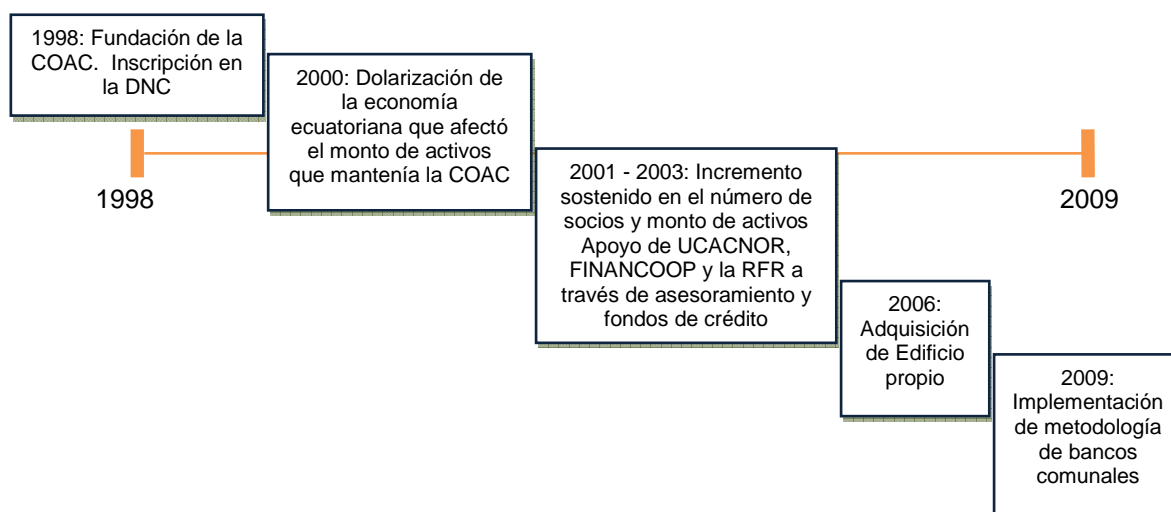 1998: Fundación de la
COAC.  Inscripción en
la DNC
2000: Dolarización de
la economía
ecuatoriana que afectó
el monto de activos
que mantenía la COAC
1998
2001 - 2003: Incremento
sostenido en el número de
socios y monto de activos
Apoyo de UCACNOR,
FINANCOOP y la RFR a
través de asesoramiento y
fondos de crédito
2009
2006:
Adquisición
de Edificio
propio
2009:
Implementación
de metodología
de bancos
comunales